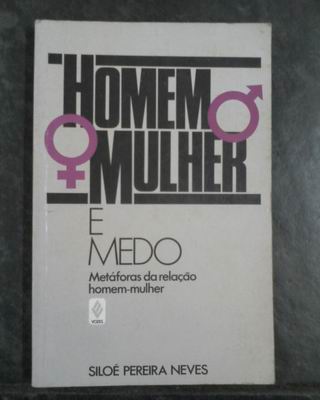 HOMEM
MULHER
E
MEDO
Metáforas da relação
homem-mulher
VOZES
SILOÉ PEREIRA NEVES